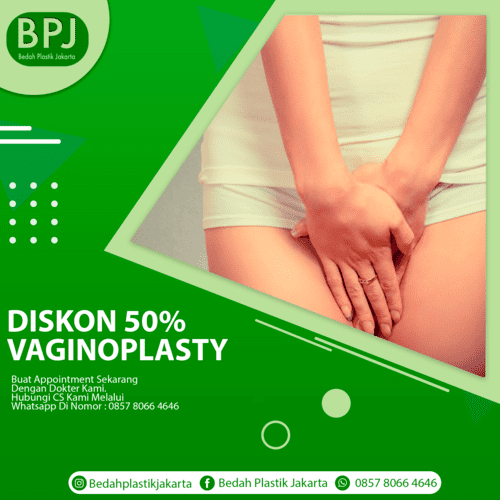 BPJ
Bedah Plastik Jakarta
DISKON 50%
VAGINOPLASTY
Buat Appointment Sekarang
Dengan Dokter Kami.
Hubungi CS Kami Melalui
Whatsapp Di Nomor : 0857 8066 4646
Bedahplastikjakarta Bedah Plastik Jakarta 0857 8066 4646